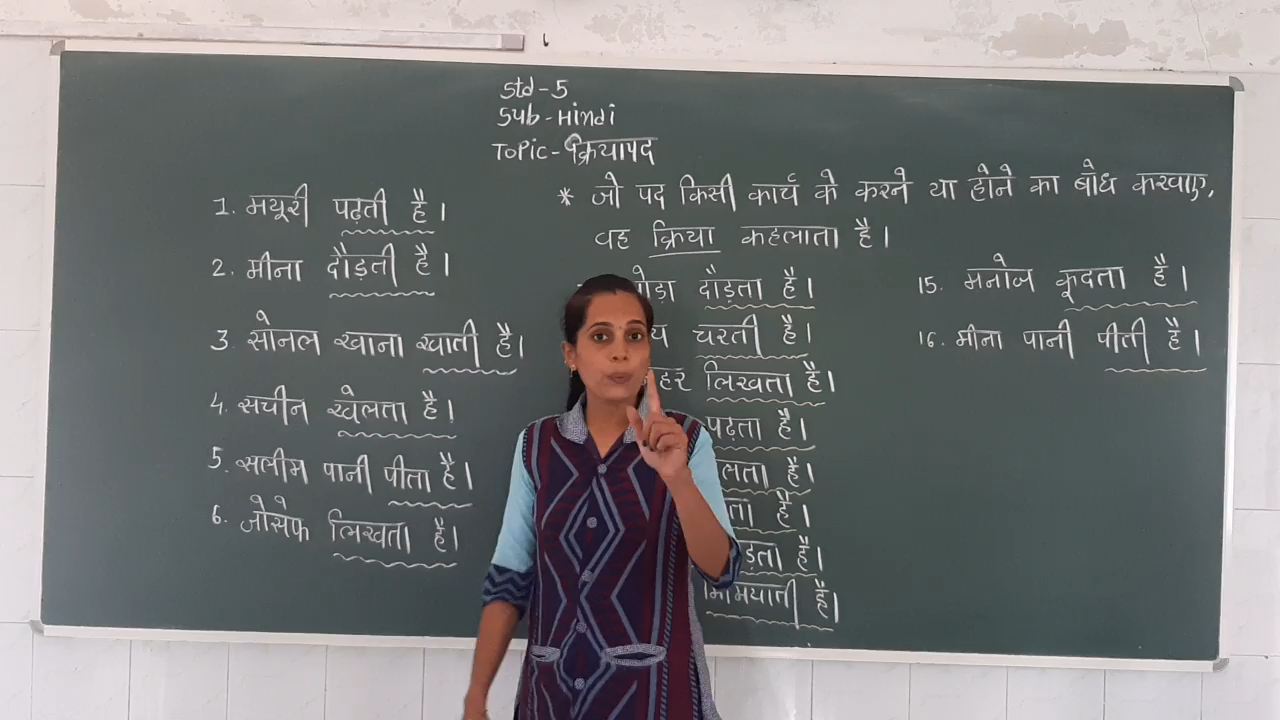 Std-5
Sub-Hindi
Topic-क्रियापद
1. मयूरी पढ़ती है।
2. मीना दौड़ती है।
3. सोनल खाना खाती है।
4. सचीन खेलता है।
5. सलीम पानी पीता है।
6. जोसेफ लिखता है।
* जो पद किसी कार्य के करने या होने का बोध करवाए,
वह क्रिया कहलाता है।
दौड़ता है।
चरती है।
लिखता है।
पढ़ता है।
है।
है।
है।
मिमियाती है।
15. मनोज कूदता है।
16. मीना पानी पीती है।